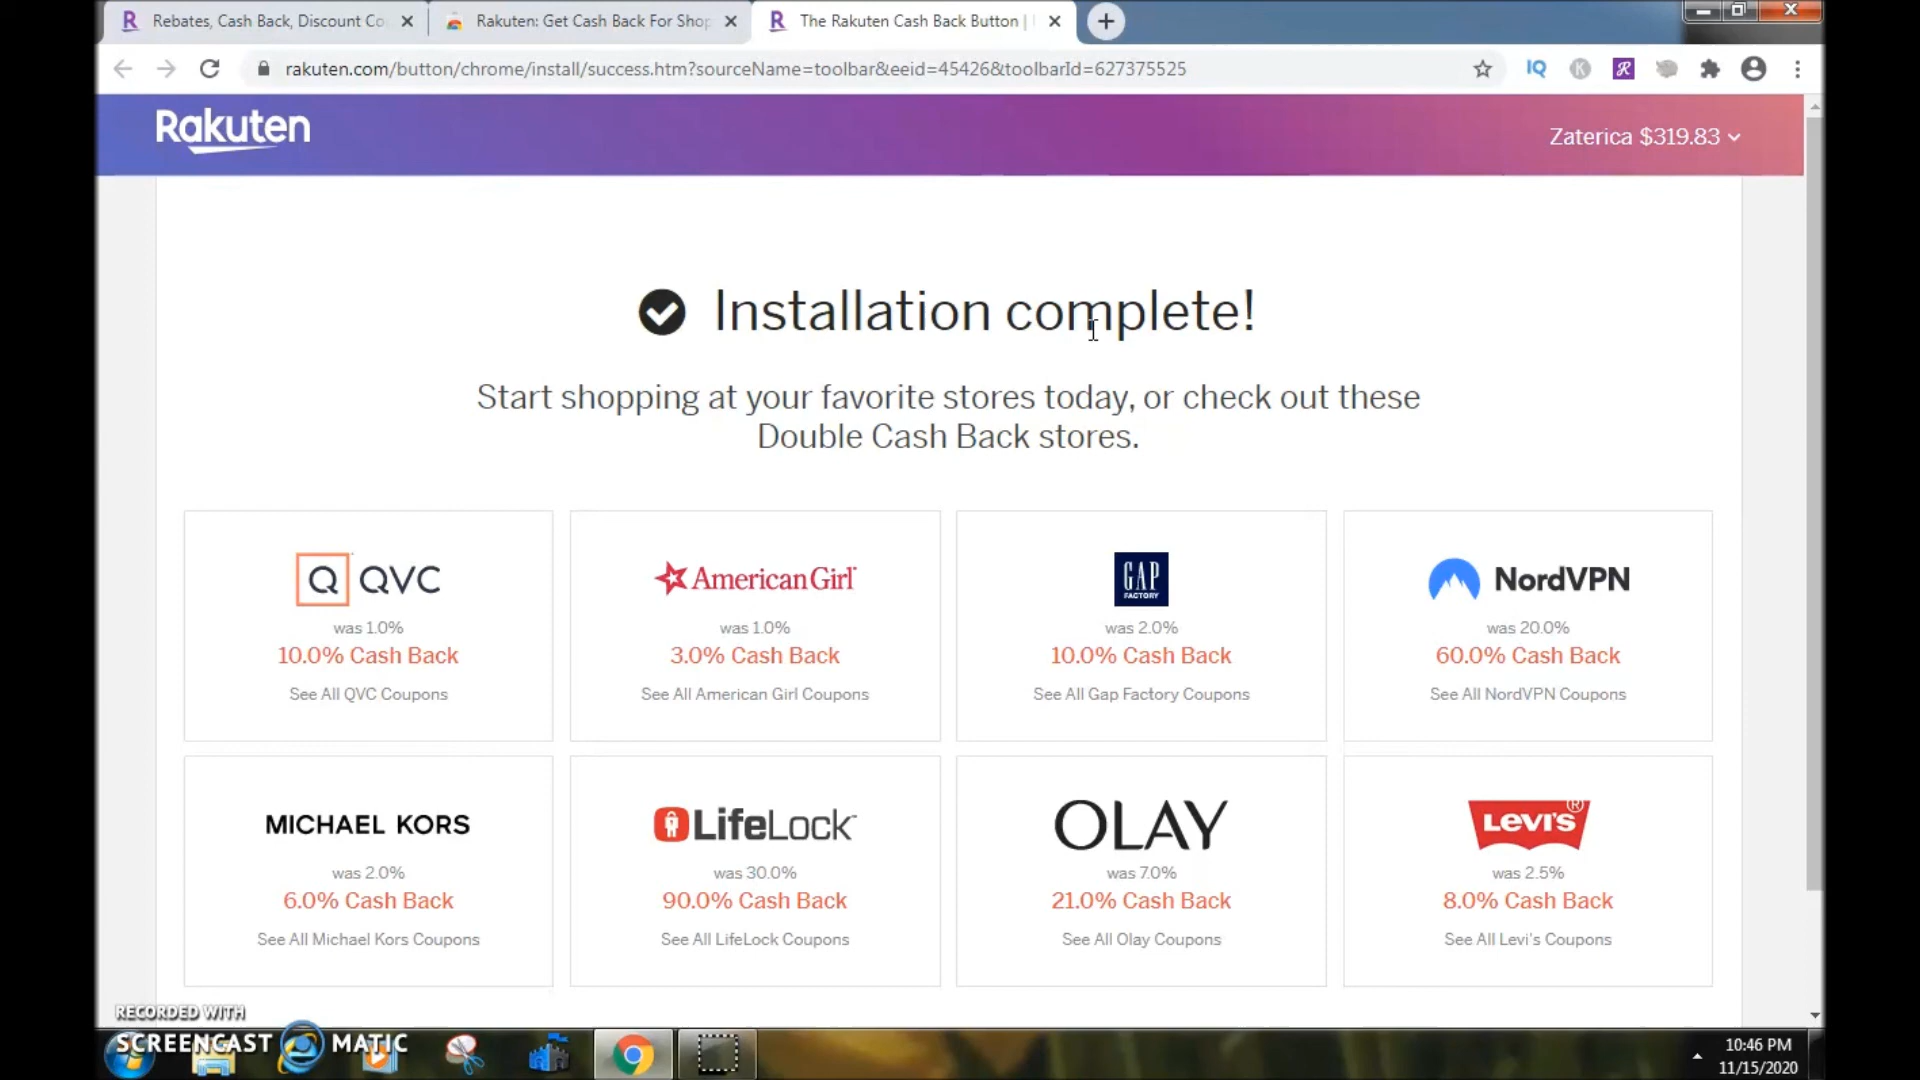 Rebates, Cash Back, Discount Co
Rakuten: Get Cash Back For Shop
The Rakuten Cash Back Button |
rakuten.com/button/chrome/install/success.htm?sourceName=toolbar&eeid=45426&toolbarId=627375525
IQ
Rakuten
Zaterica $319.83
Installation complete!
Start shopping at your favorite stores today, or check out these
Double Cash Back stores.
Q QVC
was 1.0%
10.0% Cash Back
See All QVC Coupons
American Girl
was 1.0%
3.0% Cash Back
See All American Girl Coupons
GAP
FACTORY
was 2.0%
10.0% Cash Back
See All Gap Factory Coupons
NordVPN
was 20.0%
60.0% Cash Back
See All NordVPN Coupons
MICHAEL KORS
was 2.0%
6.0% Cash Back
See All Michael Kors Coupons
LifeLock
was 30.0%
90.0% Cash Back
See All LifeLock Coupons
OLAY
was 7.0%
21.0% Cash Back
See All Olay Coupons
LEVI'S®
was 2.5%
8.0% Cash Back
See All Levi's Coupons
RECORDED WITH
SCREENCAST MATIC
10:46 PM
11/15/2020